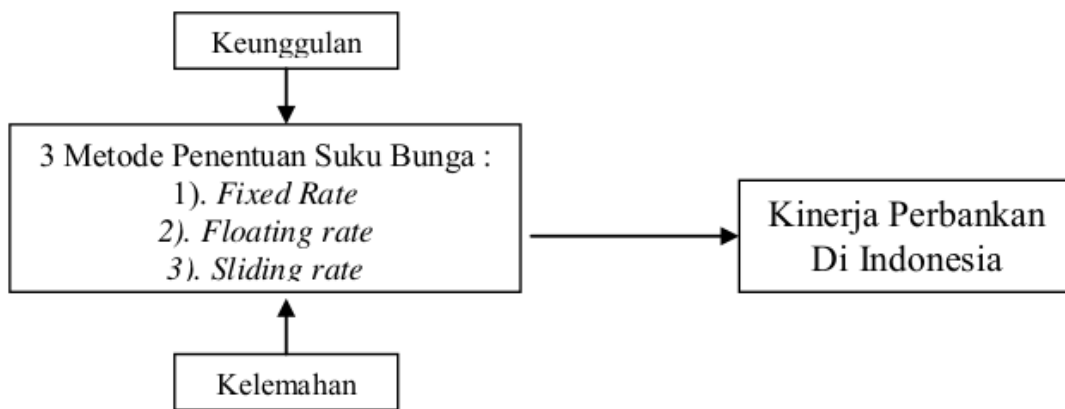 Keunggulan
3 Metode Penentuan Suku Bunga :
1). Fixed Rate
2). Floating rate
3). Sliding rate
Kinerja Perbankan
Di Indonesia
Kelemahan